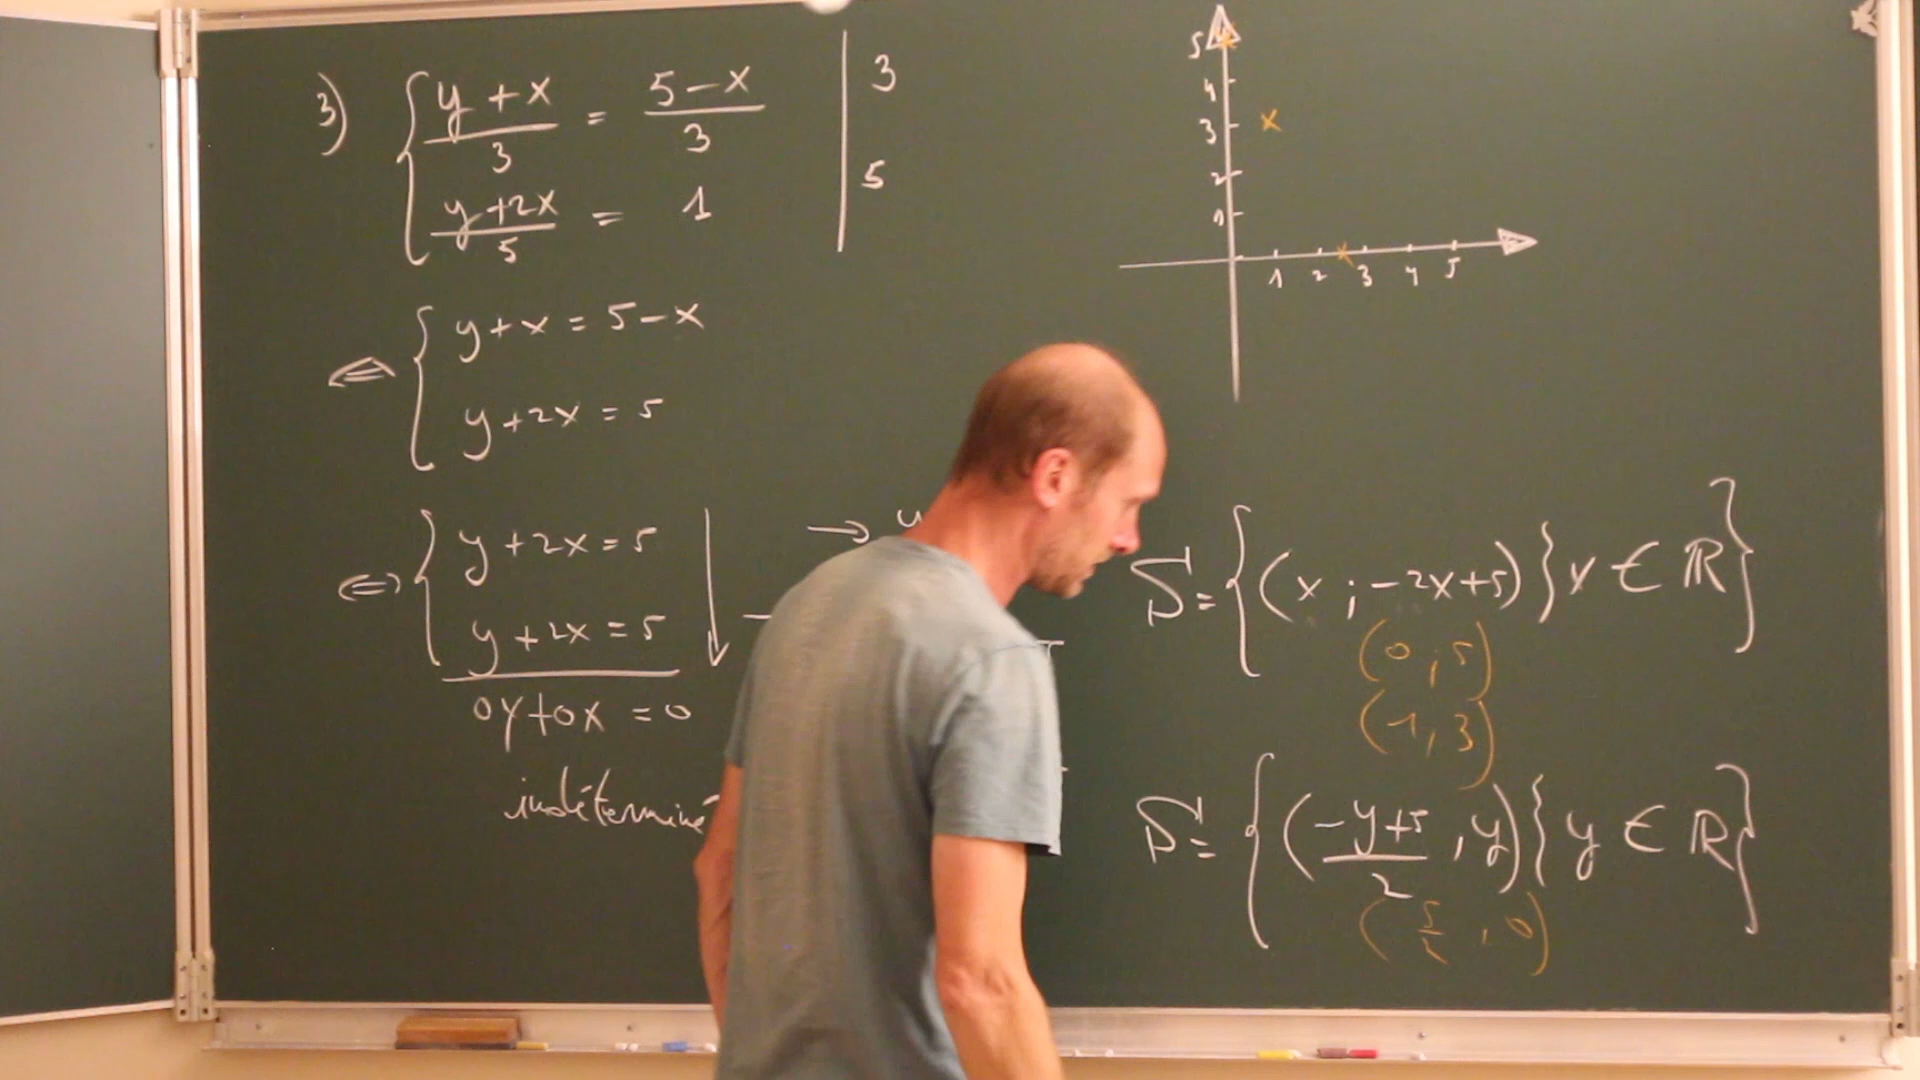 3) { (y + x)/3 = (5 - x)/3 | 3
(y + 2x)/5 = 1 | 5
⇔ { y + x = 5 - x
y + 2x = 5
⇔ { y + 2x = 5
y + 2x = 5
0y + 0x = 0
indéterminé
→
5
4
3
2
1
1 2 3 4 5
S = { (x ; -2x+5) } x ∈ ℝ }
(0 ; 5)
(1 , 3)
S = { ((-y+5)/2 , y) } y ∈ ℝ }
(5/2 , 0)